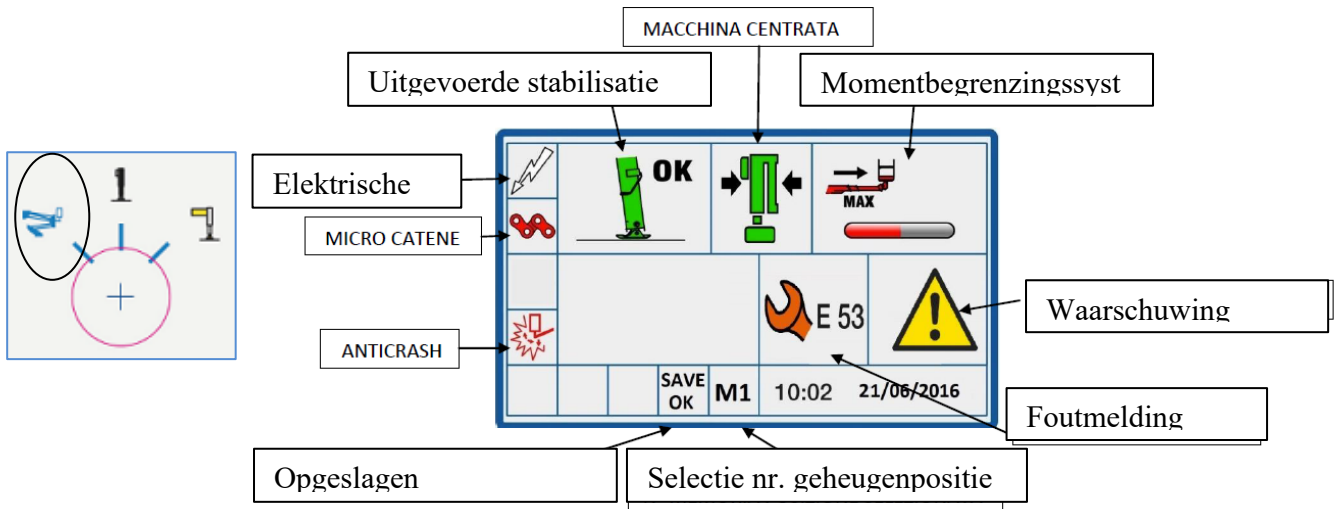 MACCHINA CENTRATA
Uitgevoerde stabilisatie
Momentbegrenzingssyst
Elektrische
OK
MAX
MICRO CATENE
Waarschuwing
E 53
ANTICRASH
SAVE
OK
M1
10:02
21/06/2016
Foutmelding
Opgeslagen
Selectie nr. geheugenpositie